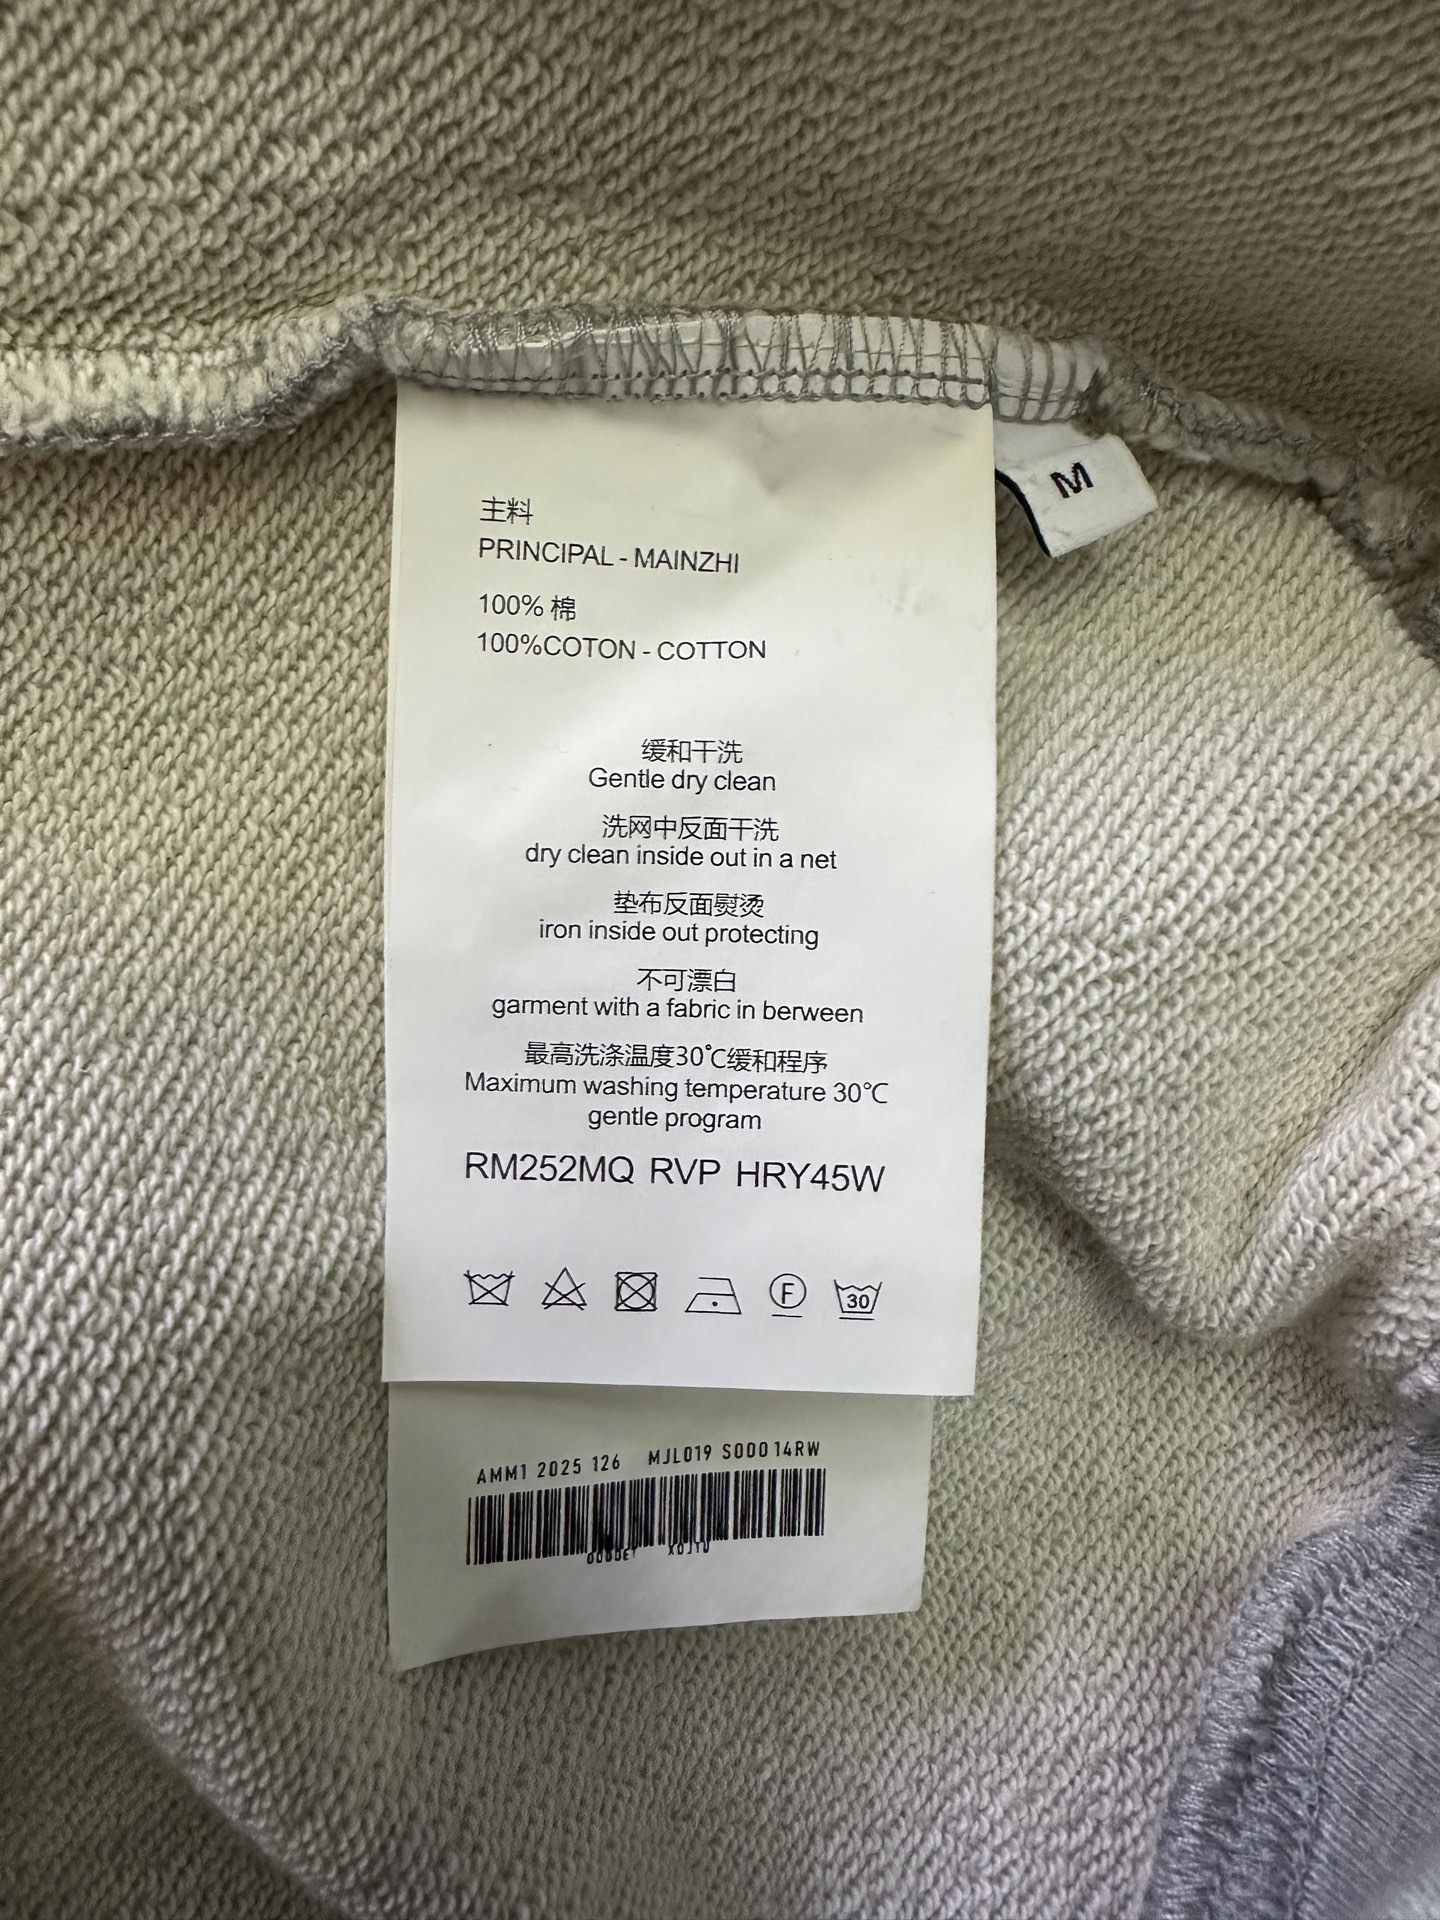 主料
PRINCIPAL - MAINZHI
100% 棉
100%COTON - COTTON
M
缓和干洗
Gentle dry clean
洗网中反面干洗
dry clean inside out in a net
垫布反面熨烫
iron inside out protecting
不可漂白
garment with a fabric in berween
最高洗涤温度30℃缓和程序
Maximum washing temperature 30℃
gentle program
RM252MQ RVP HRY45W
F
30
AMM1 2025 126 MJL019 S00014RW